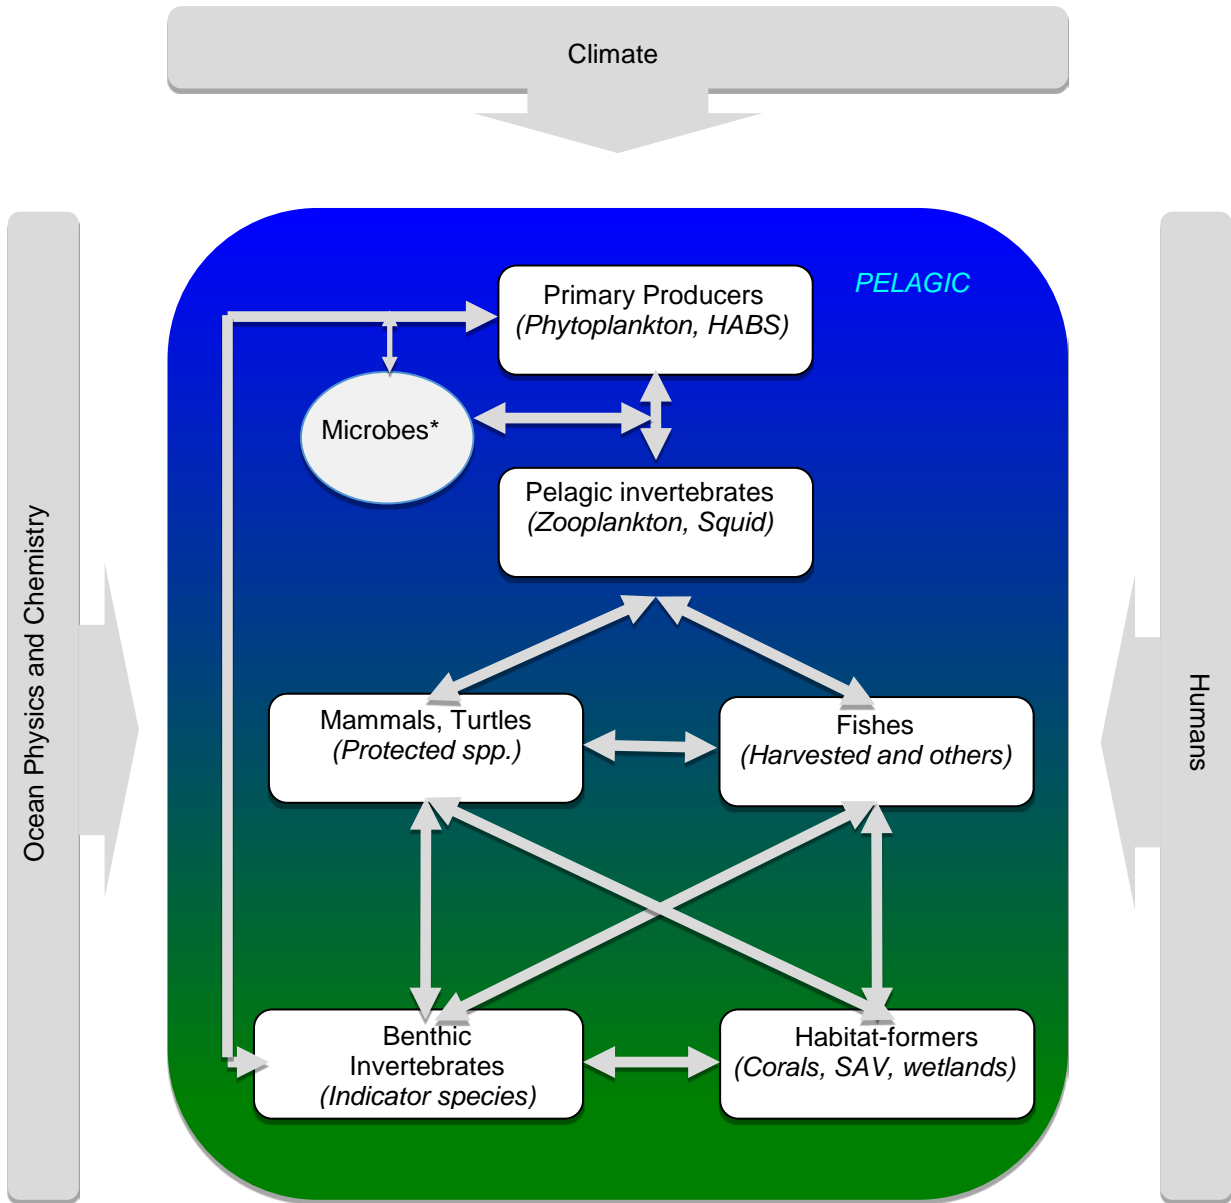 Climate
PELAGIC
Primary Producers
(Phytoplankton, HABS)
Microbes*
Pelagic invertebrates
(Zooplankton, Squid)
Ocean Physics and Chemistry
Humans
Mammals, Turtles
(Protected spp.)
Fishes
(Harvested and others)
Benthic
Invertebrates
(Indicator species)
Habitat-formers
(Corals, SAV, wetlands)